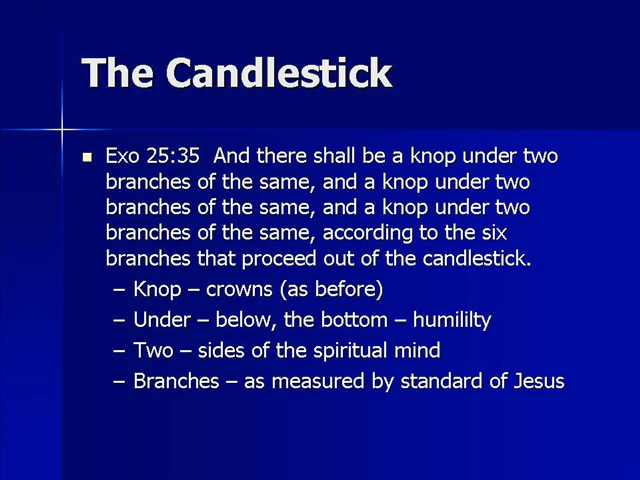 The Candlestick
Exo 25:35 And there shall be a knop under two
branches of the same, and a knop under two
branches of the same, and a knop under two
branches of the same, according to the six
branches that proceed out of the candlestick.
– Knop – crowns (as before)
– Under – below, the bottom – humililty
– Two – sides of the spiritual mind
– Branches – as measured by standard of Jesus